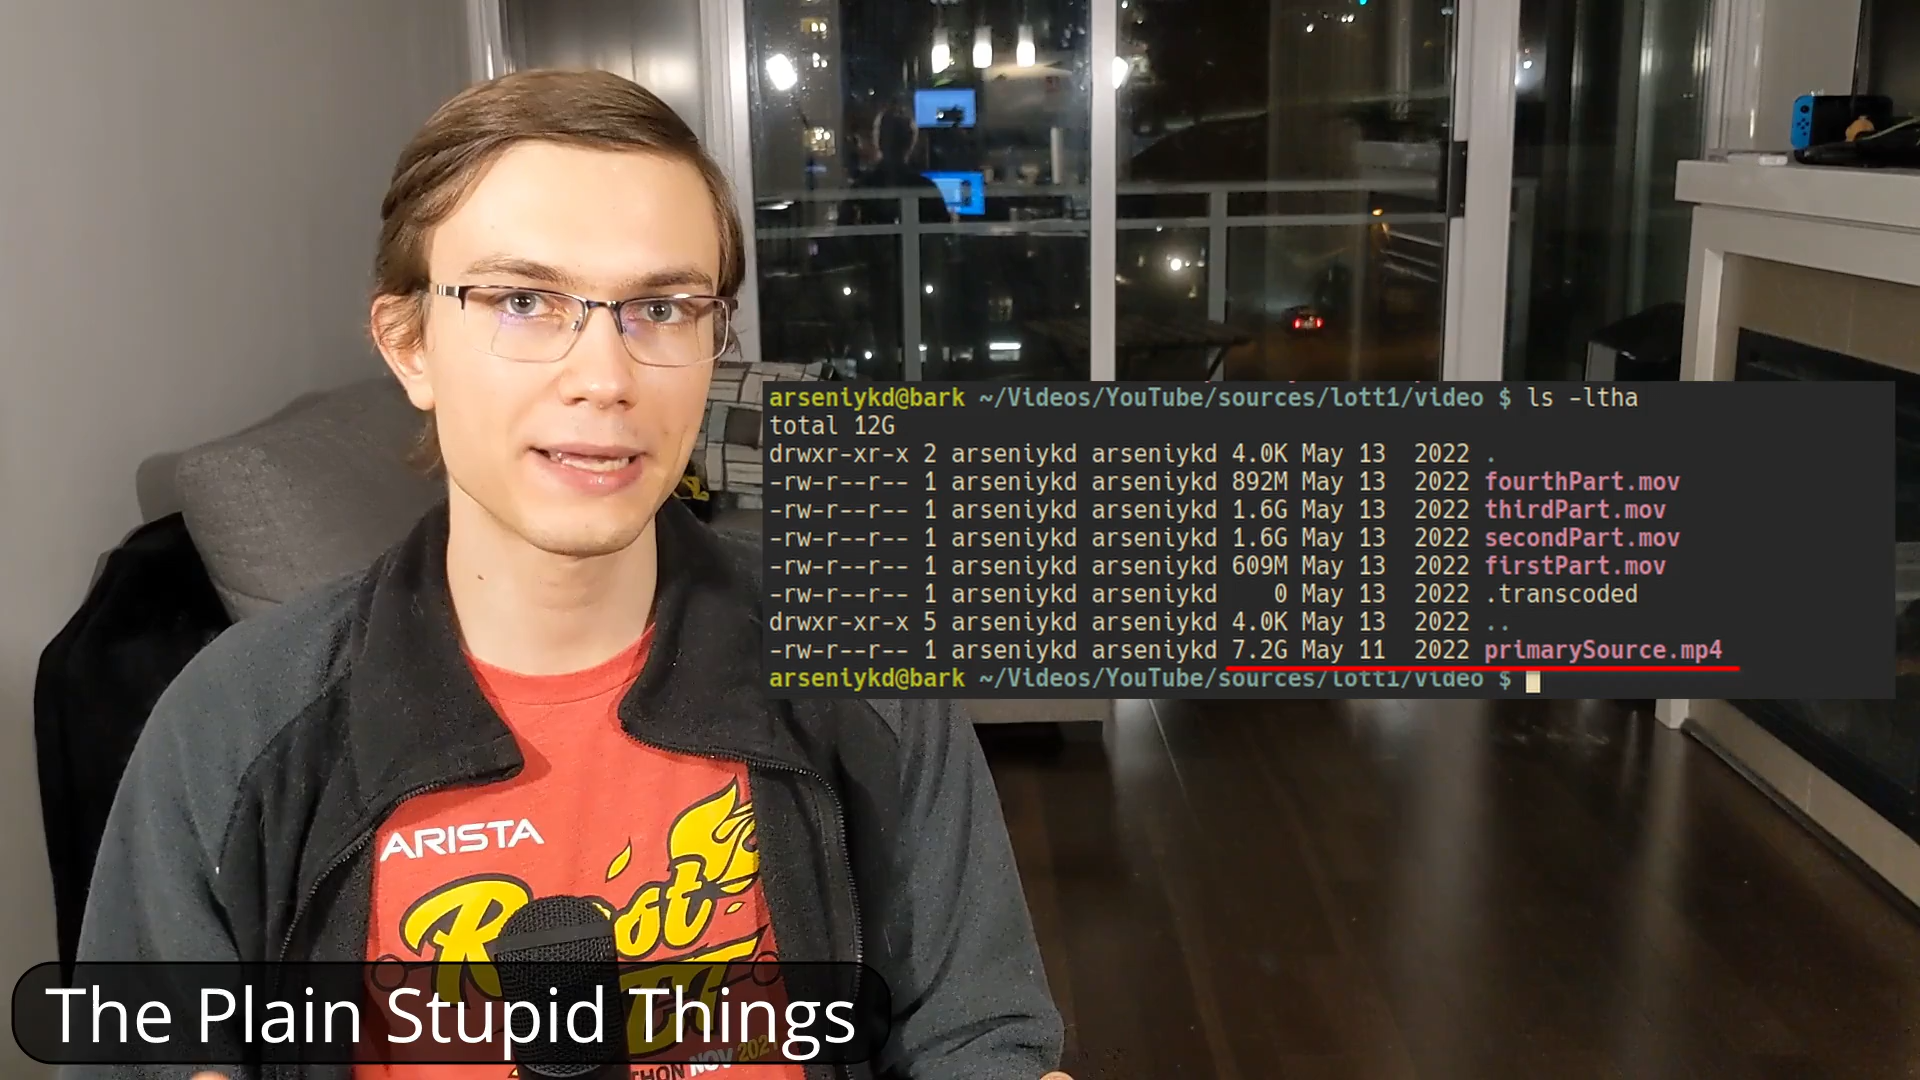 arseniykd@bark ~/Videos/YouTube/sources/lott1/video $ ls -ltha
total 12G
drwxr-xr-x 2 arseniykd arseniykd 4.0K May 13  2022 .
-rw-r--r-- 1 arseniykd arseniykd 892M May 13  2022 fourthPart.mov
-rw-r--r-- 1 arseniykd arseniykd 1.6G May 13  2022 thirdPart.mov
-rw-r--r-- 1 arseniykd arseniykd 1.6G May 13  2022 secondPart.mov
-rw-r--r-- 1 arseniykd arseniykd 609M May 13  2022 firstPart.mov
-rw-r--r-- 1 arseniykd arseniykd    0 May 13  2022 .transcoded
drwxr-xr-x 5 arseniykd arseniykd 4.0K May 13  2022 ..
-rw-r--r-- 1 arseniykd arseniykd 7.2G May 11  2022 primarySource.mp4
arseniykd@bark ~/Videos/YouTube/sources/lott1/video $
ARISTA
The Plain Stupid Things
NOV